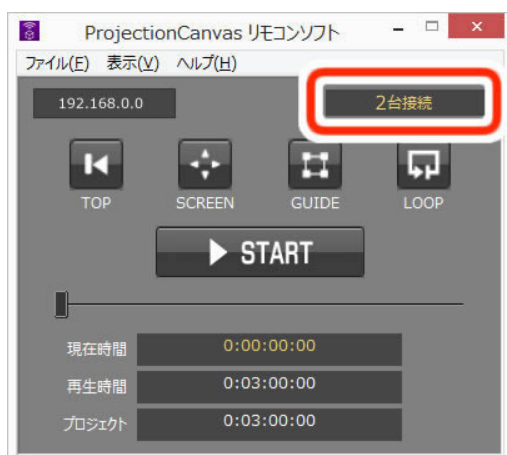 ProjectionCanvas リモコンソフト
ファイル(F) 表示(V) ヘルプ(H)
192.168.0.0 2台接続
TOP SCREEN GUIDE LOOP
START
現在時間 0:00:00:00
再生時間 0:03:00:00
プロジェクト 0:03:00:00